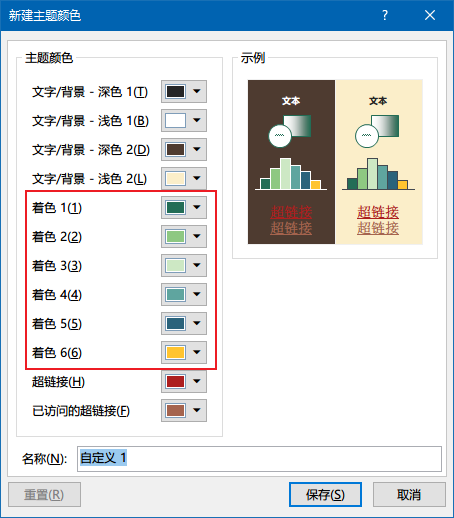 新建主题颜色
主题颜色
文字/背景 - 深色 1(T)
文字/背景 - 浅色 1(B)
文字/背景 - 深色 2(D)
文字/背景 - 浅色 2(L)
着色 1(1)
着色 2(2)
着色 3(3)
着色 4(4)
着色 5(5)
着色 6(6)
超链接(H)
已访问的超链接(F)
示例
文本 文本
超链接 超链接
超链接 超链接
名称(N): 自定义 1
重置(R) 保存(S) 取消